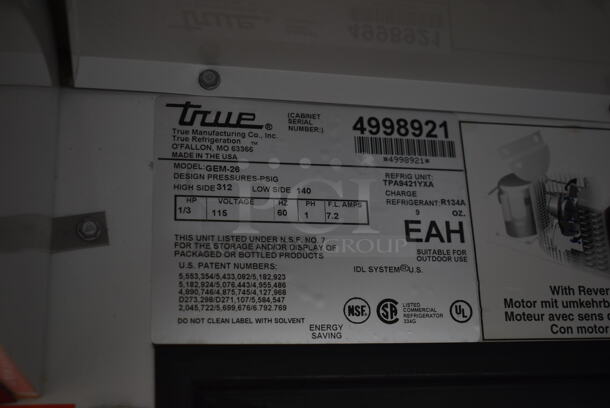 true®
True Manufacturing Co., Inc.
True Refrigeration ™
O'FALLON, MO 63366
MADE IN THE USA
(CABINET
SERIAL
NUMBER:)
4998921
*4998921*
MODEL: GEM-26
DESIGN PRESSURES-PSIG
HIGH SIDE 312 LOW SIDE 140
REFRIG UNIT:
TPA9421YXA
CHARGE
REFRIGERANT: R134A
9 OZ.
HP VOLTAGE HZ PH F.L. AMPS
1/3 115 60 1 7.2
EAH
SUITABLE FOR
OUTDOOR USE
THIS UNIT LISTED UNDER N.S.F. NO. 7
FOR THE STORAGE AND/OR DISPLAY OF
PACKAGED OR BOTTLED PRODUCTS
U.S. PATENT NUMBERS:
5,553,354/5,433,092/5,182,923
5,182,924/5,076,443/4,955,486
4,890,746/4,875,745/4,127,968
D273,298/D271,107/5,584,547
2,045,722/5,699,676/6,792,769
IDL SYSTEM® U.S.
DO NOT CLEAN LABEL WITH SOLVENT
ENERGY
SAVING
NSF®
SA
LISTED
COMMERCIAL
REFRIGERATOR
334G
UL
With Rever
Motor mit umkehrb
Moteur avec sens d
Con motor
PCI
GROUP